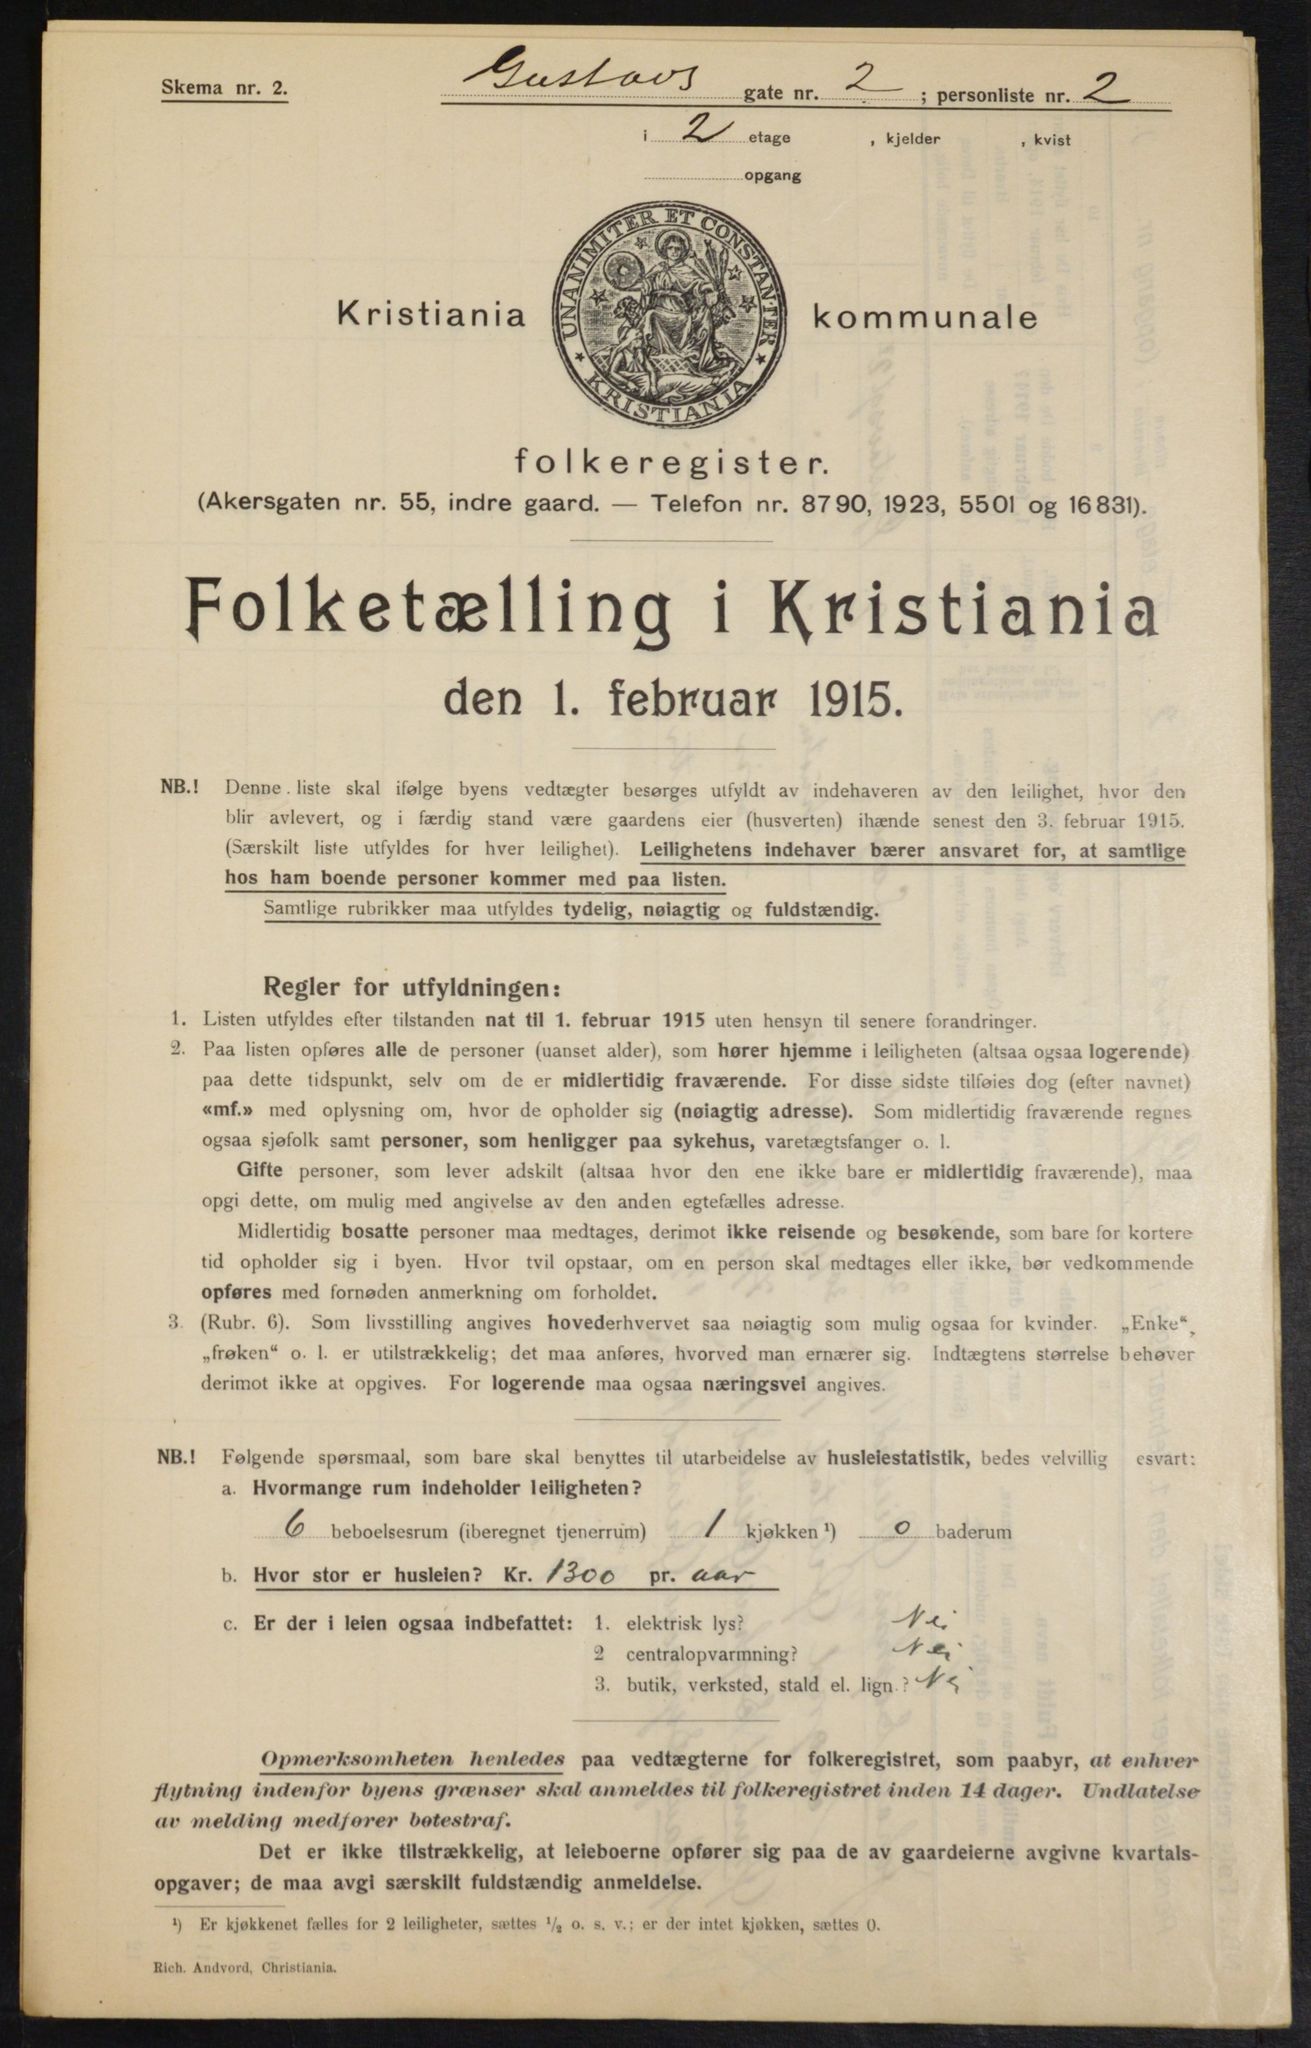 Skema nr. 2.
Gustavs gate nr. 2 ; personliste nr. 2
i 2 etage , kjelder , kvist
opgang
UNANIMITER ET CONSTANTER
KRISTIANIA
Kristiania kommunale
folkeregister.
(Akersgaten nr. 55, indre gaard. — Telefon nr. 8790, 1923, 5501 og 16831).
Folketælling i Kristiania
den 1. februar 1915.
NB.! Denne liste skal ifølge byens vedtægter besørges utfyldt av indehaveren av den leilighet, hvor den
blir avlevert, og i færdig stand være gaardens eier (husverten) ihænde senest den 3. februar 1915.
(Særskilt liste utfyldes for hver leilighet). Leilighetens indehaver bærer ansvaret for, at samtlige
hos ham boende personer kommer med paa listen.
Samtlige rubrikker maa utfyldes tydelig, nøiagtig og fuldstændig.
Regler for utfyldningen:
1. Listen utfyldes efter tilstanden nat til 1. februar 1915 uten hensyn til senere forandringer.
2. Paa listen opføres alle de personer (uanset alder), som hører hjemme i leiligheten (altsaa ogsaa logerende)
paa dette tidspunkt, selv om de er midlertidig fraværende. For disse sidste tilføies dog (efter navnet)
«mf.» med oplysning om, hvor de opholder sig (nøiagtig adresse). Som midlertidig fraværende regnes
ogsaa sjøfolk samt personer, som henligger paa sykehus, varetægtsfanger o. l.
Gifte personer, som lever adskilt (altsaa hvor den ene ikke bare er midlertidig fraværende), maa
opgi dette, om mulig med angivelse av den anden egtefælles adresse.
Midlertidig bosatte personer maa medtages, derimot ikke reisende og besøkende, som bare for kortere
tid opholder sig i byen. Hvor tvil opstaar, om en person skal medtages eller ikke, bør vedkommende
opføres med fornøden anmerkning om forholdet.
3. (Rubr. 6). Som livsstilling angives hovederhvervet saa nøiagtig som mulig ogsaa for kvinder. „Enke“,
„frøken“ o. l. er utilstrækkelig; det maa anføres, hvorved man ernærer sig. Indtægtens størrelse behøver
derimot ikke at opgives. For logerende maa ogsaa næringsvei angives.
NB.! Følgende spørsmaal, som bare skal benyttes til utarbeidelse av husleiestatistik, bedes velvillig esvart:
a. Hvormange rum indeholder leiligheten?
6 beboelsesrum (iberegnet tjenerrum) 1 kjøkken ¹) 0 baderum
b. Hvor stor er husleien? Kr. 1300 pr. aar
c. Er der i leien ogsaa indbefattet: 1. elektrisk lys? Nei
2 centralopvarmning? Nei
3. butik, verksted, stald el. lign.? Nei
Opmerksomheten henledes paa vedtægterne for folkeregistret, som paabyr, at enhver
flytning indenfor byens grænser skal anmeldes til folkeregistret inden 14 dager. Undlatelse
av melding medfører bøtestraf.
Det er ikke tilstrækkelig, at leieboerne opfører sig paa de av gaardeierne avgivne kvartals-
opgaver; de maa avgi særskilt fuldstændig anmeldelse.
¹) Er kjøkkenet fælles for 2 leiligheter, sættes ½ o. s. v.; er der intet kjøkken, sættes 0.
Rich. Andvord, Christiania.